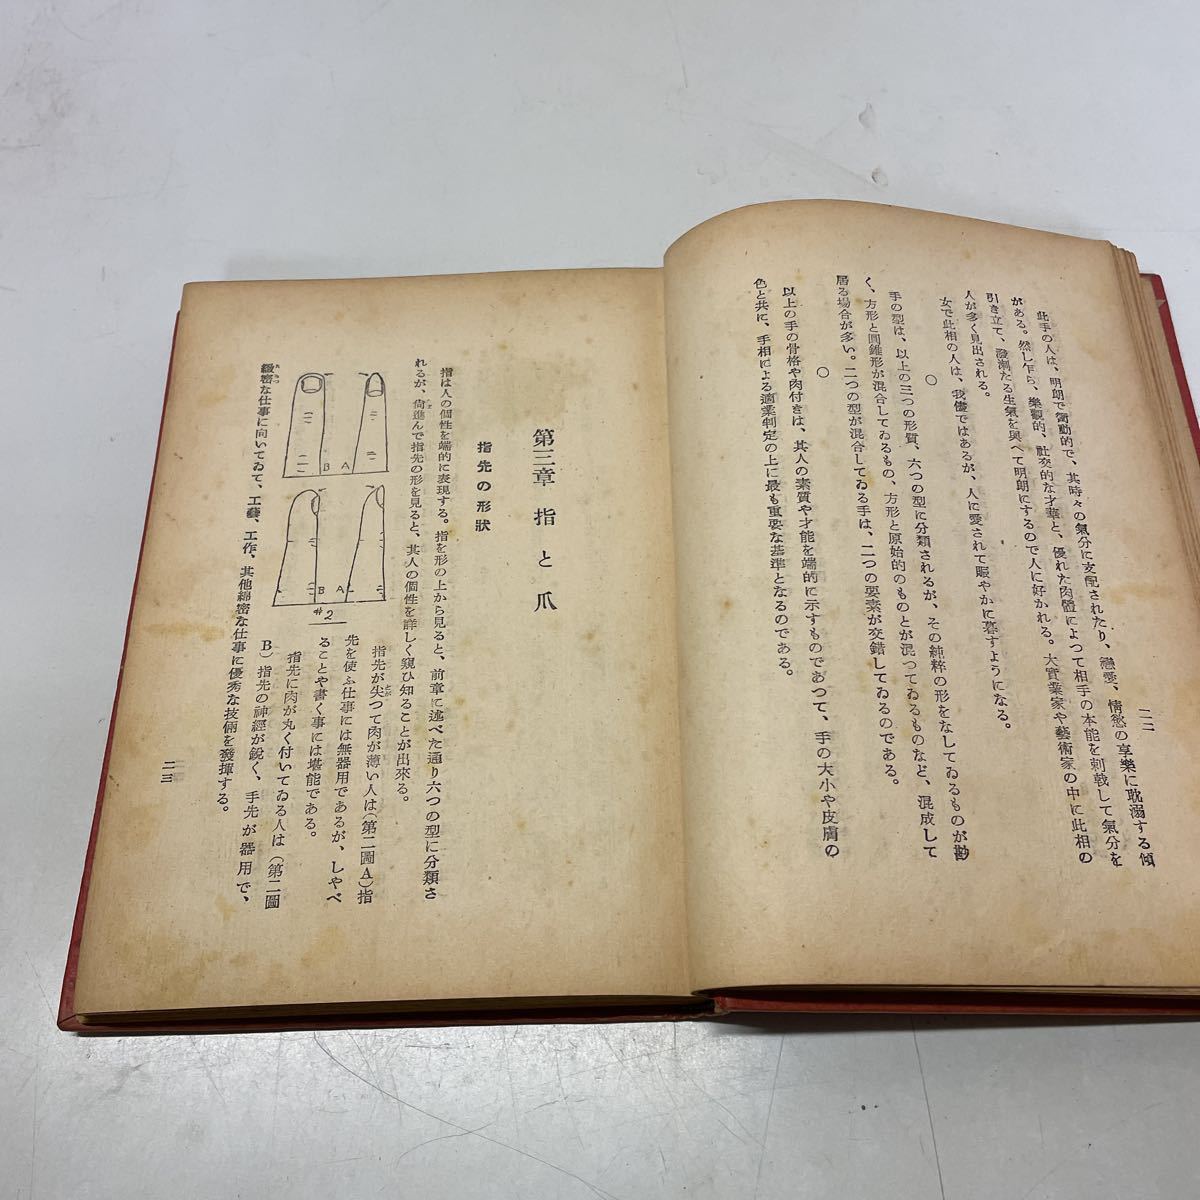 二二
此手の人は、明朗で衝動的で、其時々の氣分に支配されたり、戀愛、情慾の享樂に耽溺する傾
がある。然し乍ら、樂觀的、社交的な才華と、優れた肉體によつて相手の本能を刺戟して氣分を
引き立て、潑溂たる生氣を與へて明朗にするので人に好かれる。大實業家や藝術家の中に此相の
人が多く見出される。
女で此相の人は、我儘ではあるが、人に愛されて賑やかに暮すようになる。
○
手の型は、以上の三つの形質、六つの型に分類されるが、その純粹の形をなしてゐるものが尠
く、方形と圓錐形が混合してゐるもの、方形と原始的のものとが混つてゐるものなど、混成して
居る場合が多い。二つの型が混合してゐる手は、二つの要素が交錯してゐるのである。
○
以上の手の骨格や肉付きは、其人の素質や才能を端的に示すものであつて、手の大小や皮膚の
色と共に、手相による適業判定の上に最も重要な基準となるのである。
第三章 指と爪
指先の形狀
指は人の個性を端的に表現する。指を形の上から見ると、前章に述べた通り六つの型に分類さ
れるが、尙進んで指先の形を見ると、其人の個性を詳しく窺ひ知ることが出來る。
指先が尖つて肉が薄い人は（第二圖A）指
先を使ふ仕事には無器用であるが、しやべ
ることや書く事には堪能である。
指先に肉が丸く付いてゐる人は（第二圖
B）指先の神經が銳く、手先が器用で、
緻密な仕事に向いてゐて、工藝、工作、其他綿密な仕事に優秀な技倆を發揮する。
B A
B A
#2
二三